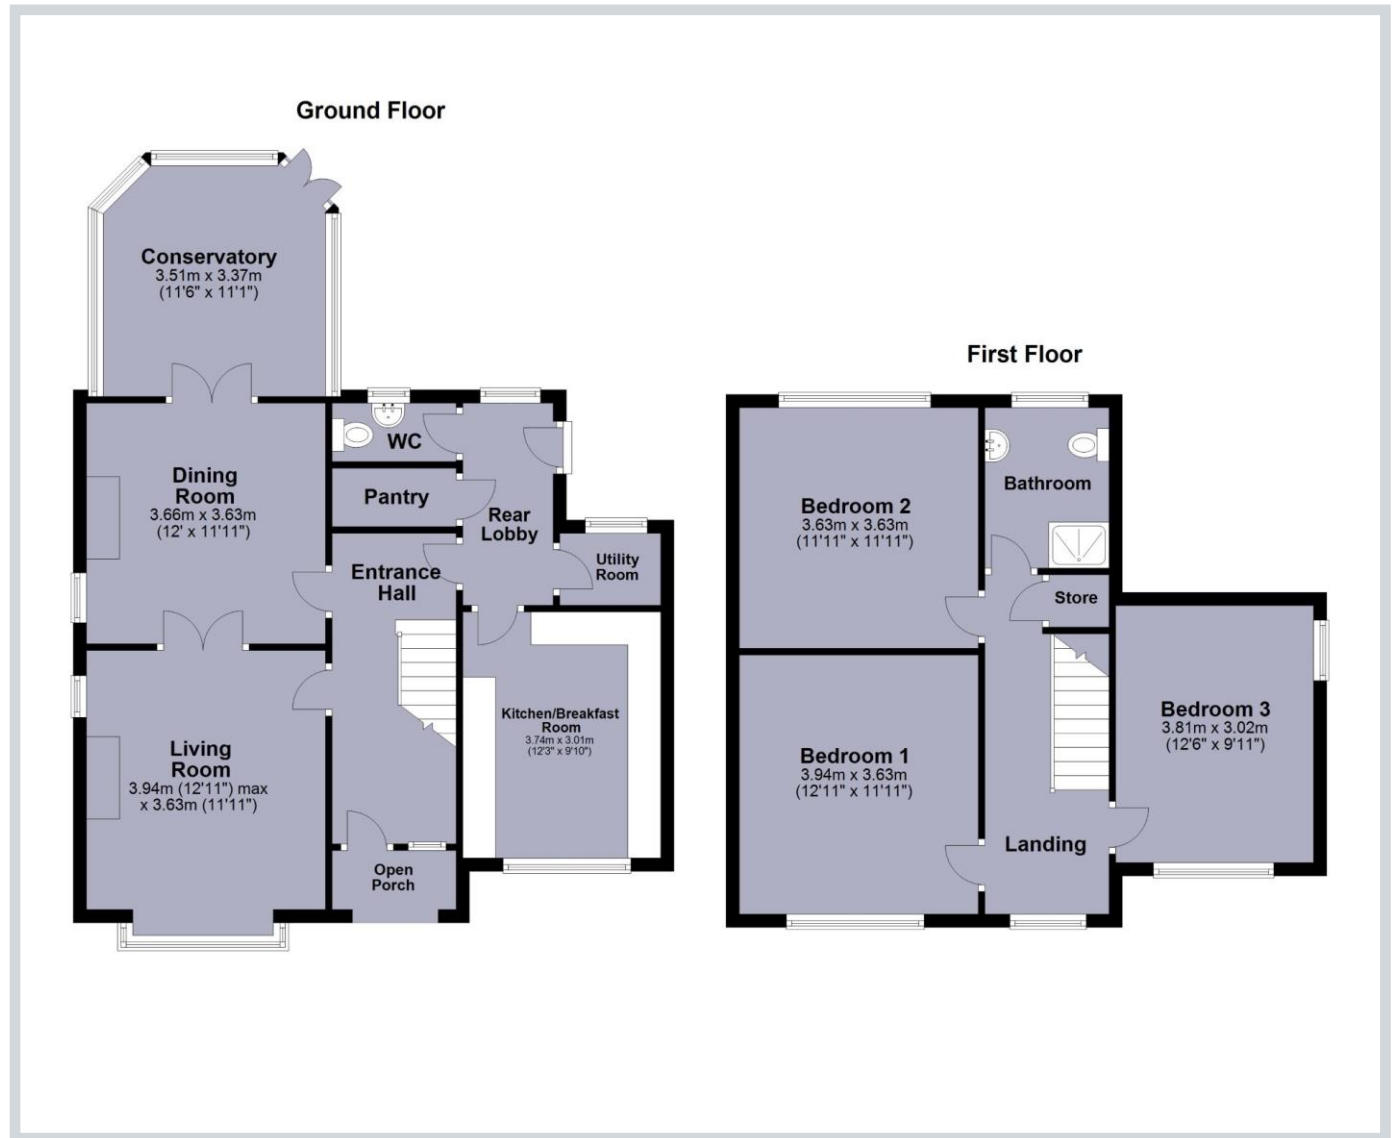 Ground Floor
Conservatory
3.51m x 3.37m
(11'6" x 11'1")
WC
Dining
Room
3.66m x 3.63m
(12' x 11'11")
Pantry
Rear
Lobby
Entrance
Hall
Utility
Room
Living
Room
3.94m (12'11") max
x 3.63m (11'11")
Kitchen/Breakfast
Room
3.74m x 3.01m
(12'3" x 9'10")
Open
Porch
First Floor
Bedroom 2
3.63m x 3.63m
(11'11" x 11'11")
Bathroom
Store
Bedroom 1
3.94m x 3.63m
(12'11" x 11'11")
Bedroom 3
3.81m x 3.02m
(12'6" x 9'11")
Landing